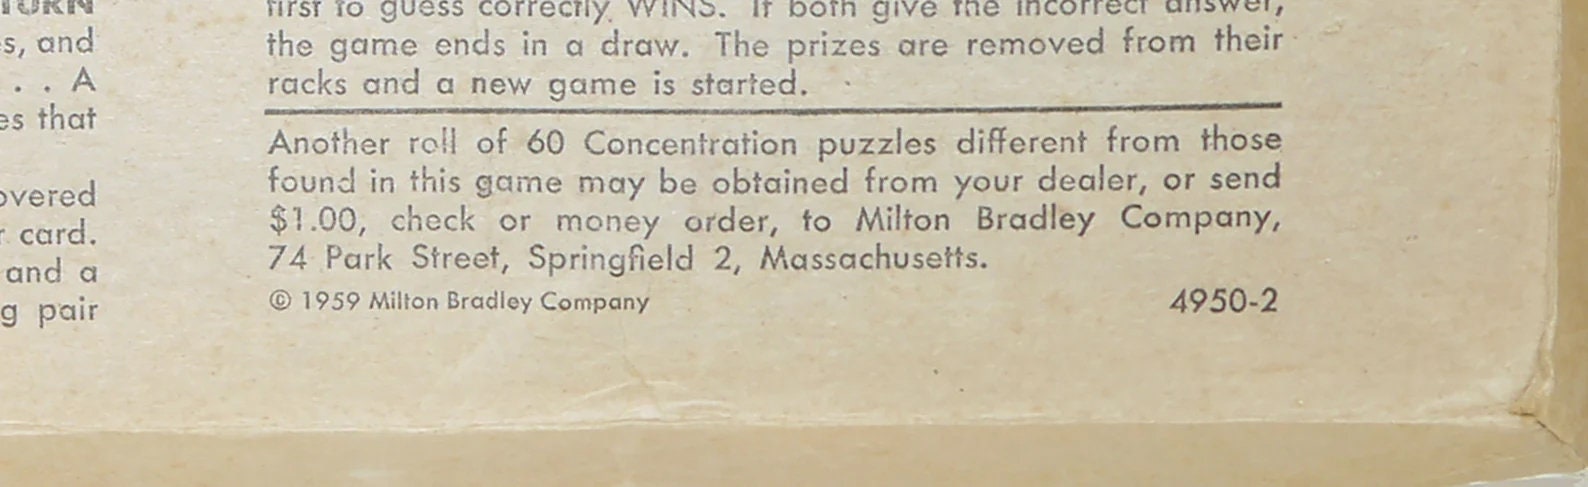 TURN
s, and
. . A
es that
overed
r card.
and a
g pair
first to guess correctly, WINS. If both give the incorrect answer,
the game ends in a draw. The prizes are removed from their
racks and a new game is started.
Another roll of 60 Concentration puzzles different from those
found in this game may be obtained from your dealer, or send
$1.00, check or money order, to Milton Bradley Company,
74 Park Street, Springfield 2, Massachusetts.
© 1959 Milton Bradley Company
4950-2